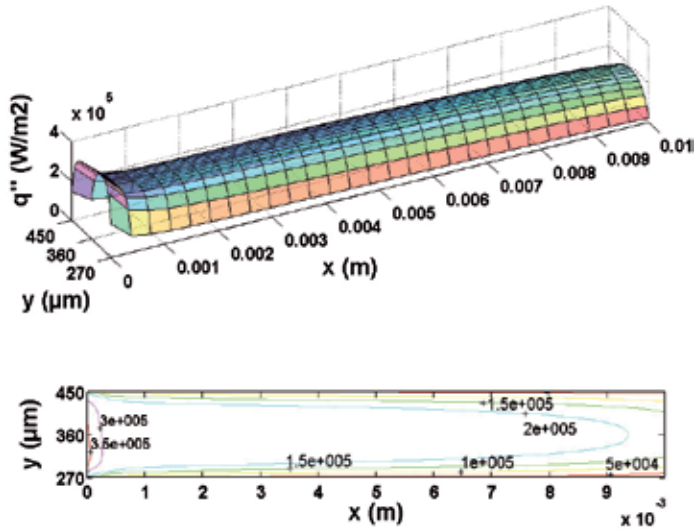 x 10^5
q" (W/m2)
4
2
0
450
360
270
y (μm)
0
0.001
0.002
0.003
0.004
0.005
0.006
0.007
0.008
0.009
0.01
x (m)
450
360
270
y (μm)
3e+005
3.5e+005
1.5e+005
1.5e+005
2e+005
1e+005
5e+004
0 1 2 3 4 5 6 7 8 9
x (m)
x 10^-3